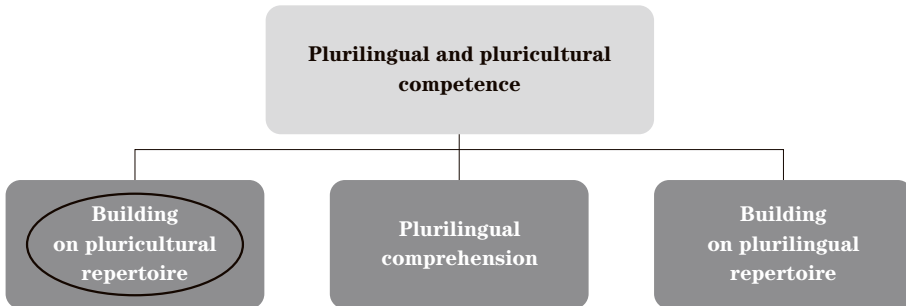 Plurilingual and pluricultural
competence
Building
on pluricultural
repertoire
Plurilingual
comprehension
Building
on plurilingual
repertoire